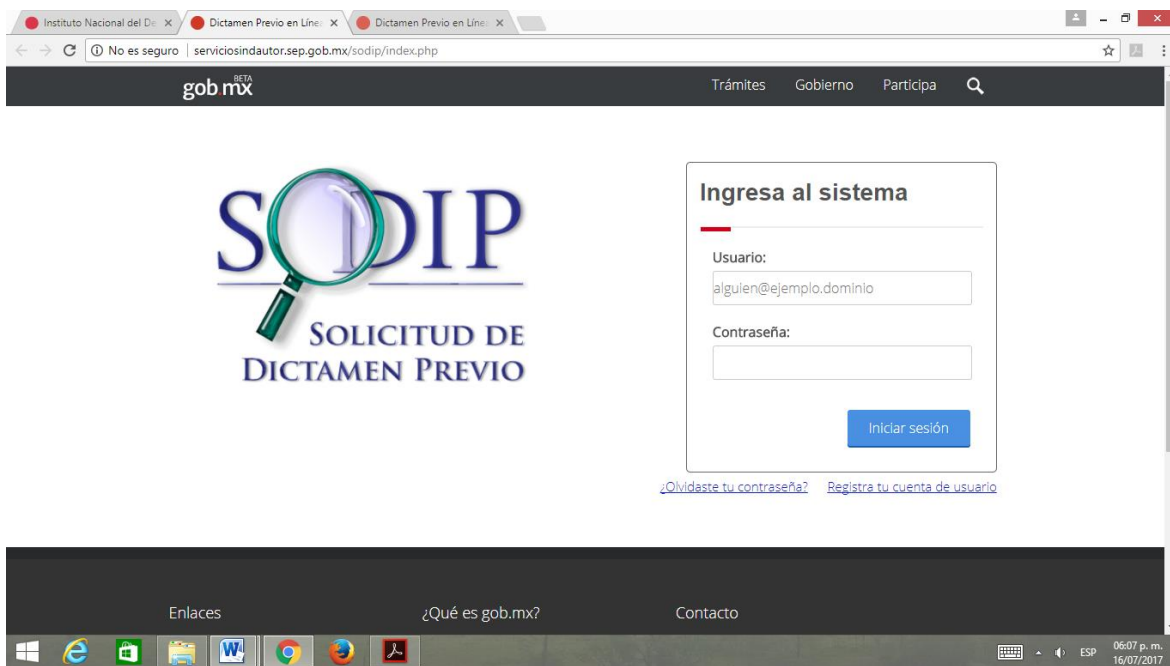 Instituto Nacional del De
Dictamen Previo en Líne
Dictamen Previo en Líne
No es seguro serviciosindautor.sep.gob.mx/sodip/index.php
gob.mx BETA
Trámites Gobierno Participa
SODIP
SOLICITUD DE
DICTAMEN PREVIO
Ingresa al sistema
Usuario:
alguien@ejemplo.dominio
Contraseña:
Iniciar sesión
¿Olvidaste tu contraseña? Registra tu cuenta de usuario
Enlaces ¿Qué es gob.mx? Contacto
ESP
06:07 p. m.
16/07/2017